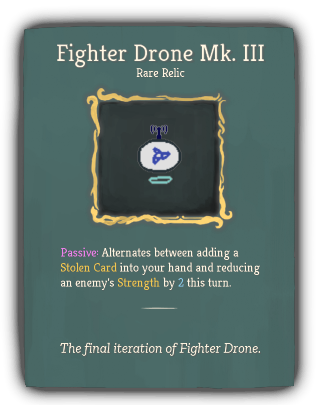 Fighter Drone Mk. III
Rare Relic
Passive: Alternates between adding a
Stolen Card into your hand and reducing
an enemy's Strength by 2 this turn.
The final iteration of Fighter Drone.